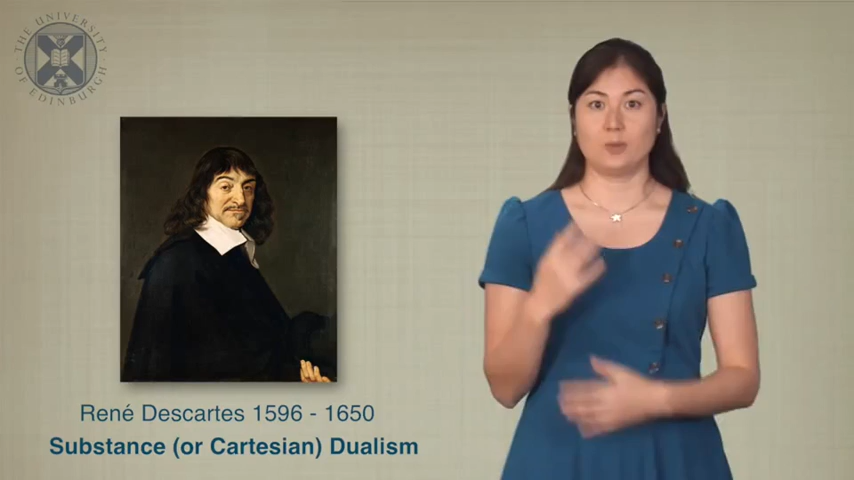 THE UNIVERSITY
OF EDINBURGH
René Descartes 1596 - 1650
Substance (or Cartesian) Dualism